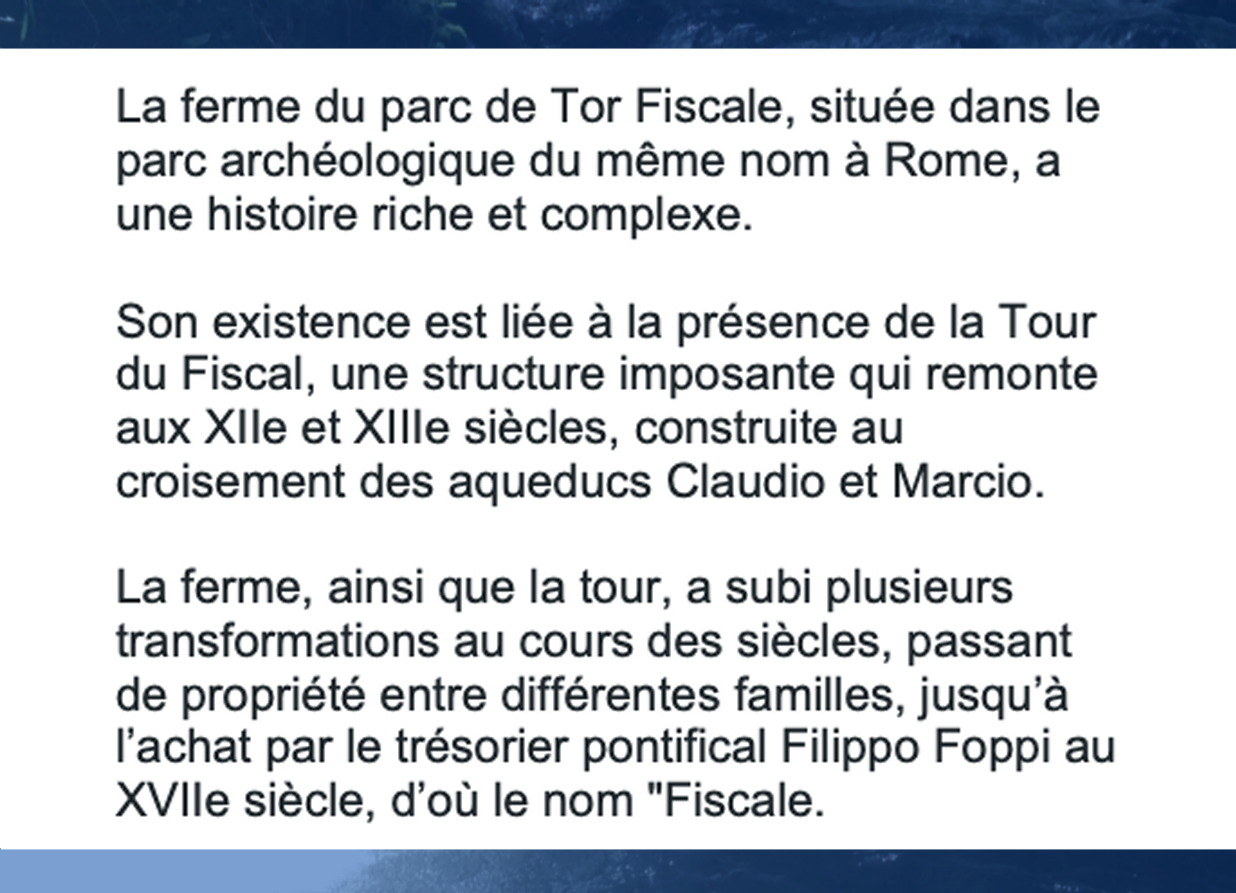 La ferme du parc de Tor Fiscale, située dans le
parc archéologique du même nom à Rome, a
une histoire riche et complexe.
Son existence est liée à la présence de la Tour
du Fiscal, une structure imposante qui remonte
aux XIIe et XIIIe siècles, construite au
croisement des aqueducs Claudio et Marcio.
La ferme, ainsi que la tour, a subi plusieurs
transformations au cours des siècles, passant
de propriété entre différentes familles, jusqu’à
l’achat par le trésorier pontifical Filippo Foppi au
XVIIe siècle, d’où le nom "Fiscale.